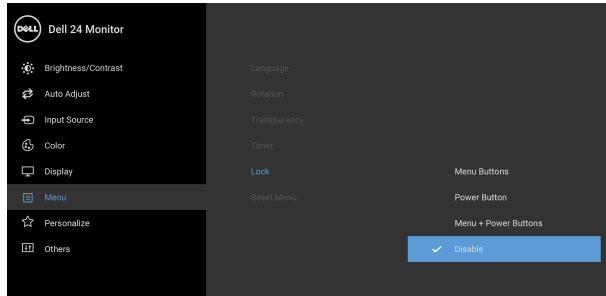 DELL
Dell 24 Monitor
Brightness/Contrast
Auto Adjust
Input Source
Color
Display
Menu
Personalize
Others
Language
Rotation
Transparency
Timer
Lock
Reset Menu
Menu Buttons
Power Button
Menu + Power Buttons
Disable